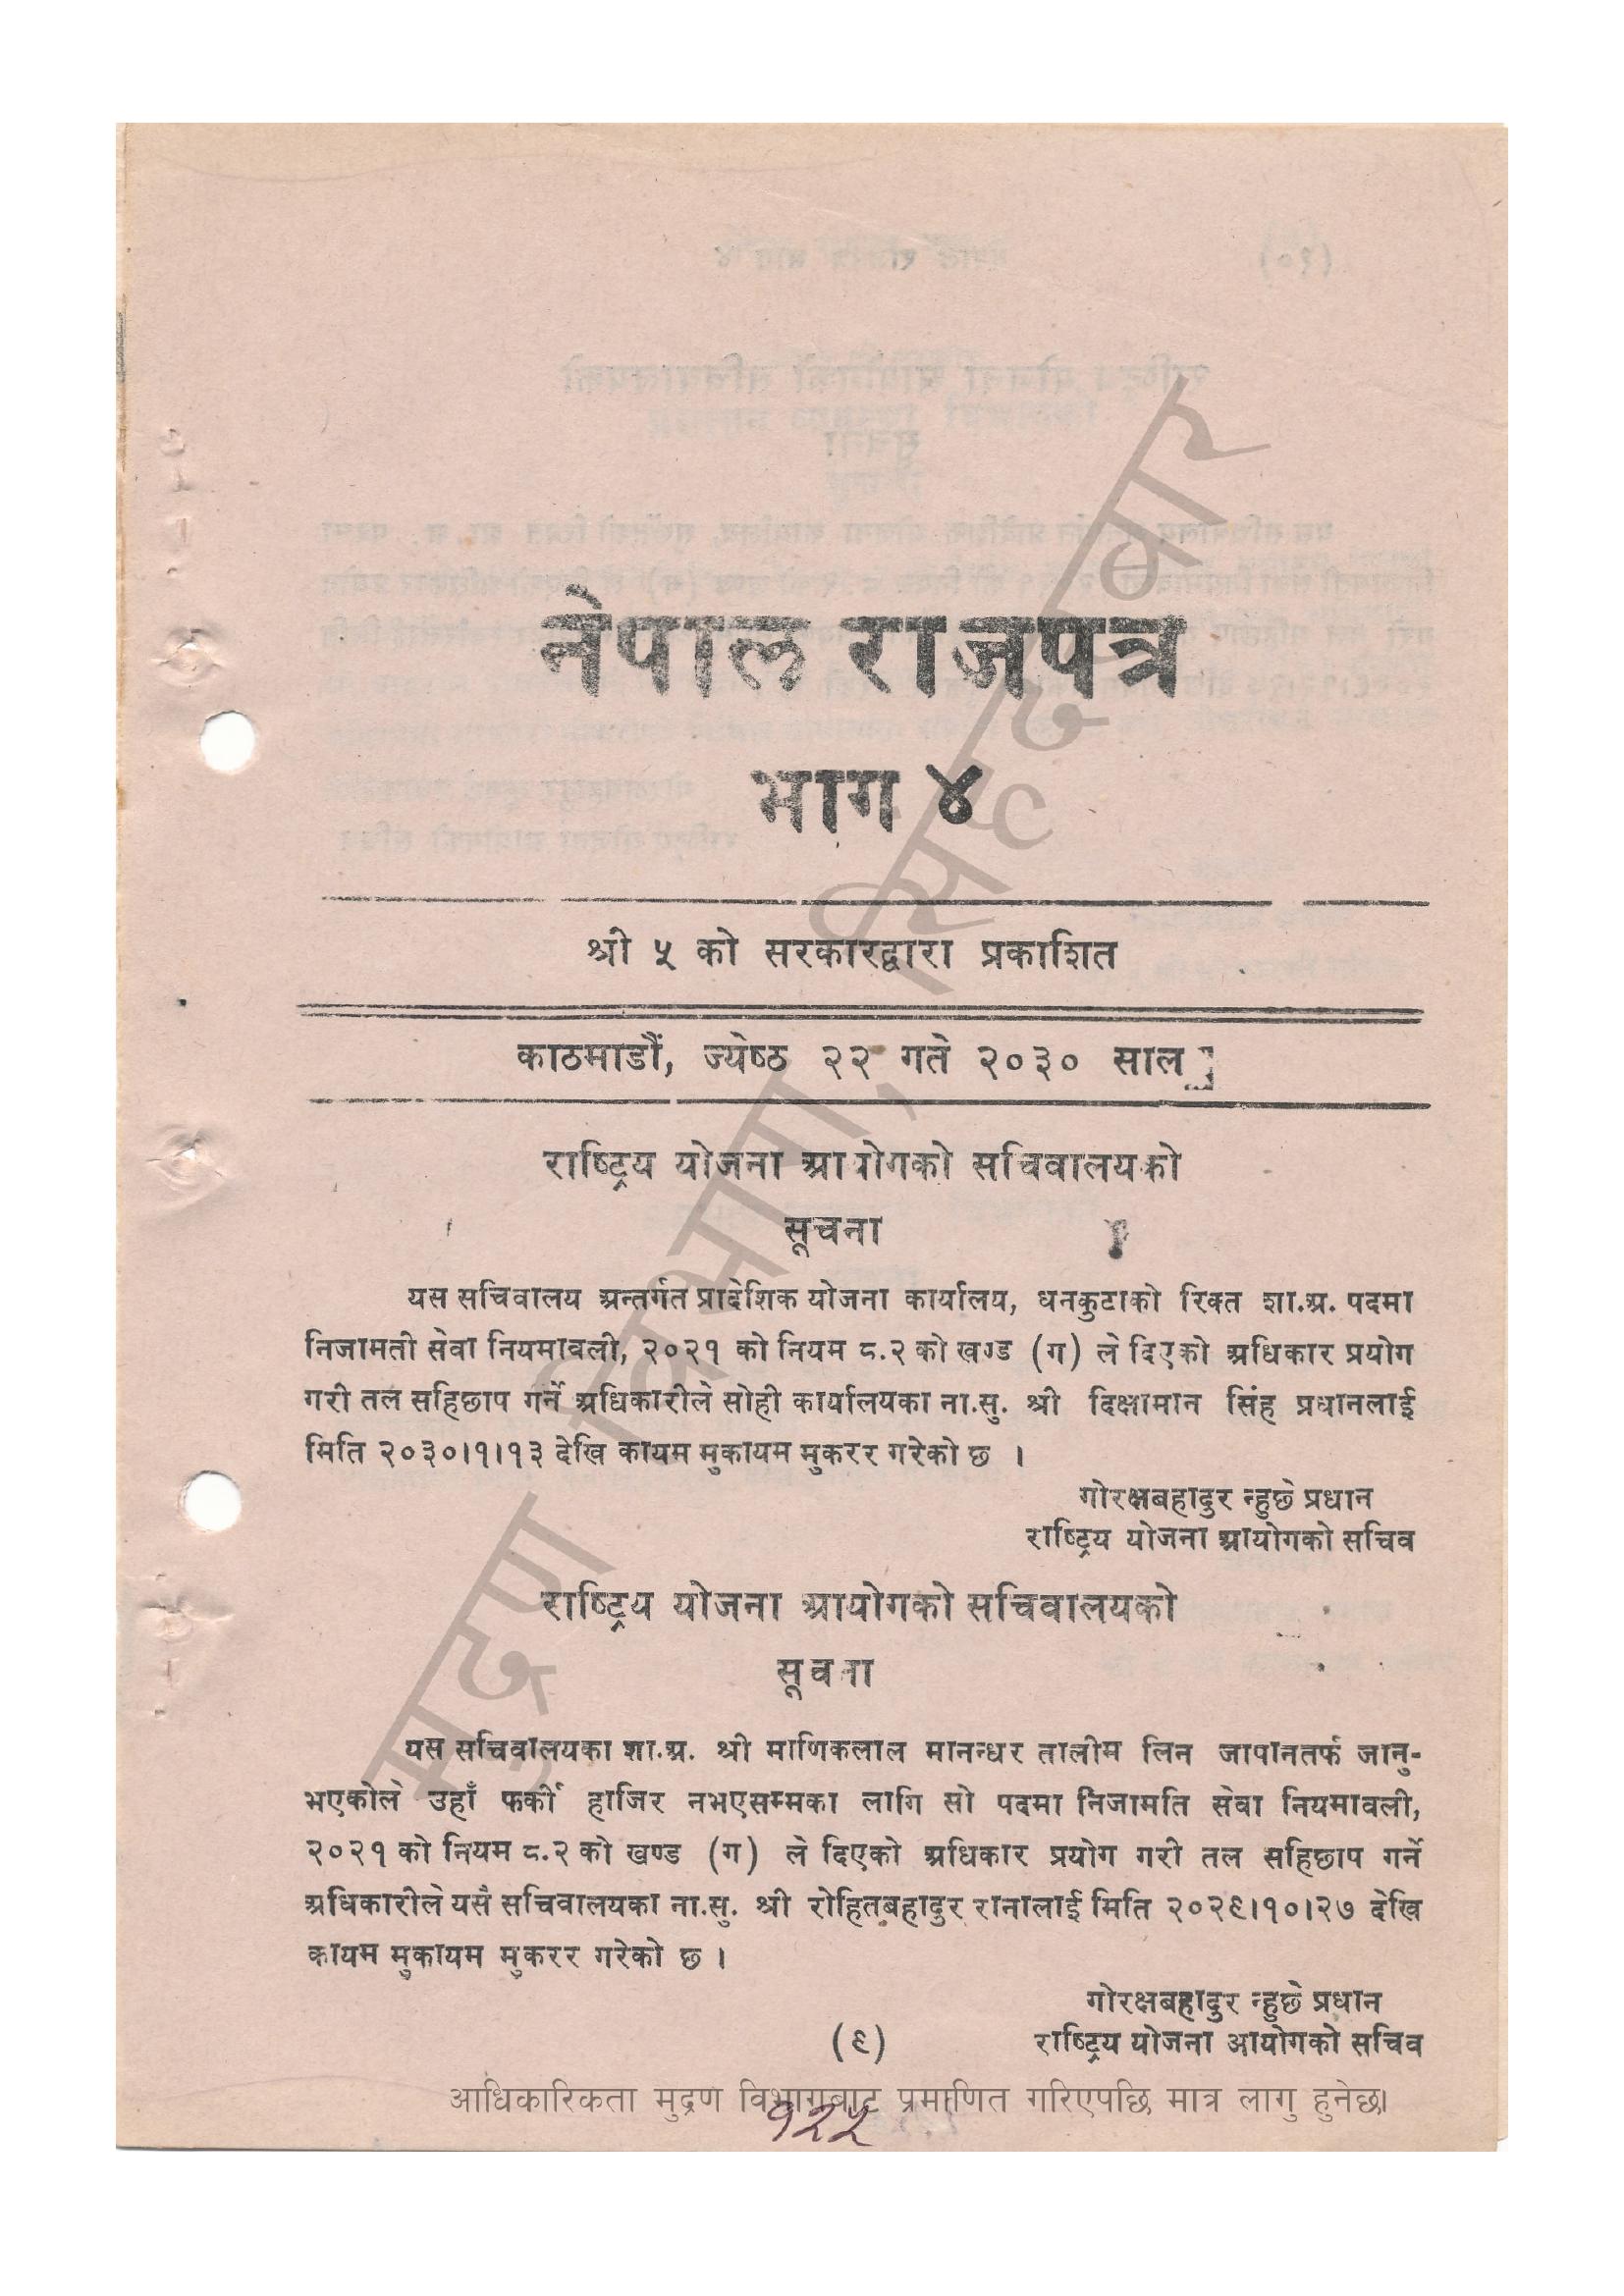 नेपाल राजपत्र
भाग ४
श्री ५ को सरकारद्वारा प्रकाशित
काठमाडौं, ज्येष्ठ २२ गते २०३० साल
राष्ट्रिय योजना आयोगको सचिवालयको
सूचना
यस सचिवालय अन्तर्गत प्रादेशिक योजना कार्यालय, धनकुटाको रिक्त शा.अ. पदमा
निजामती सेवा नियमावली, २०२१ को नियम ८.२ को खण्ड (ग) ले दिएको अधिकार प्रयोग
गरी तल सहिछाप गर्ने अधिकारीले सोही कार्यालयका ना.सु. श्री दिक्षामान सिंह प्रधानलाई
मिति २०३०।१।१३ देखि कायम मुकायम मुकरर गरेको छ ।
गोरक्षबहादुर न्हुछे प्रधान
राष्ट्रिय योजना आयोगको सचिव
राष्ट्रिय योजना आयोगको सचिवालयको
सूचना
यस सचिवालयका शा.अ. श्री माणिकलाल मानन्धर तालीम लिन जापानतर्फ जानु-
भएकोले उहाँ फर्की हाजिर नभएसम्मका लागि सो पदमा निजामति सेवा नियमावली,
२०२१ को नियम ८.२ को खण्ड (ग) ले दिएको अधिकार प्रयोग गरी तल सहिछाप गर्ने
अधिकारीले यसै सचिवालयका ना.सु. श्री रोहितबहादुर रानालाई मिति २०२९।१०।२७ देखि
कायम मुकायम मुकरर गरेको छ ।
गोरक्षबहादुर न्हुछे प्रधान
राष्ट्रिय योजना आयोगको सचिव
(९)
आधिकारिकता मुद्रण विभागबाट प्रमाणित गरिएपछि मात्र लागु हुनेछ।
१२५
मुद्रण विभाग, सिंहदरबार